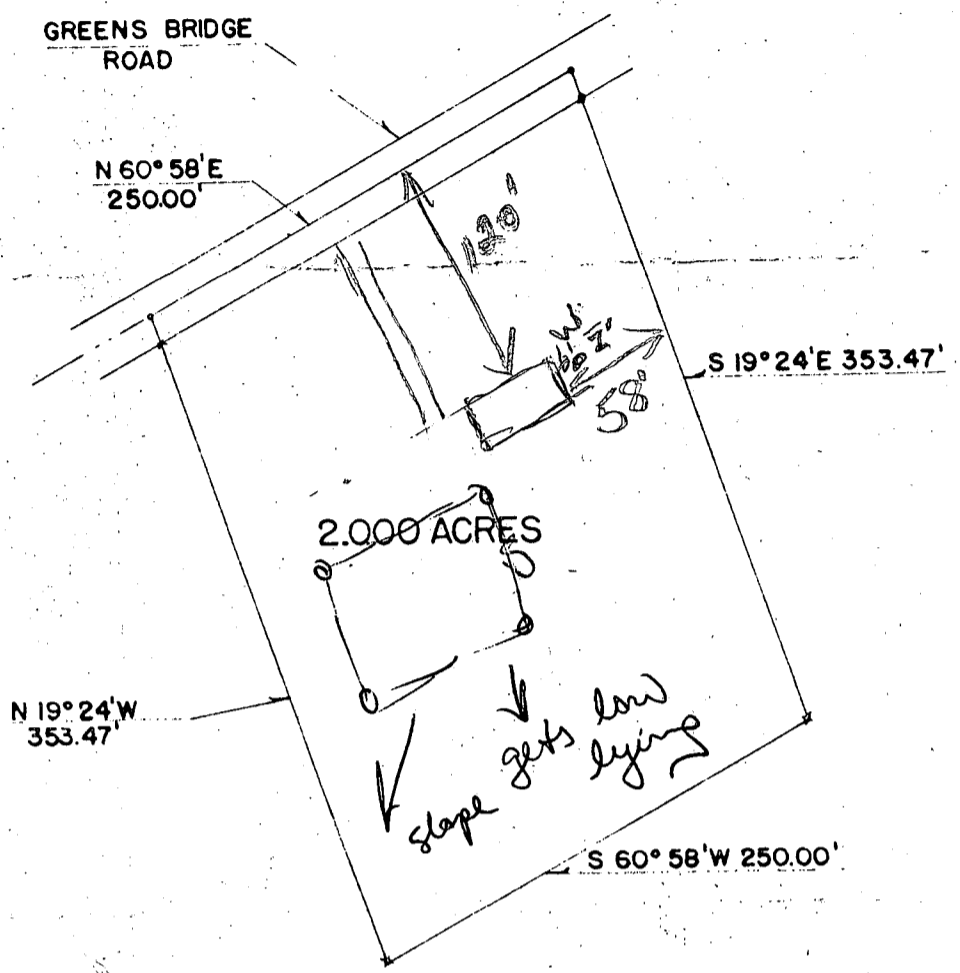 GREENS BRIDGE
ROAD
N 60° 58'E
250.00'
120'
S 19° 24'E 353.47'
58'
2.000 ACRES
N 19° 24'W
353.47'
gets low
lying
slope
S 60° 58'W 250.00'